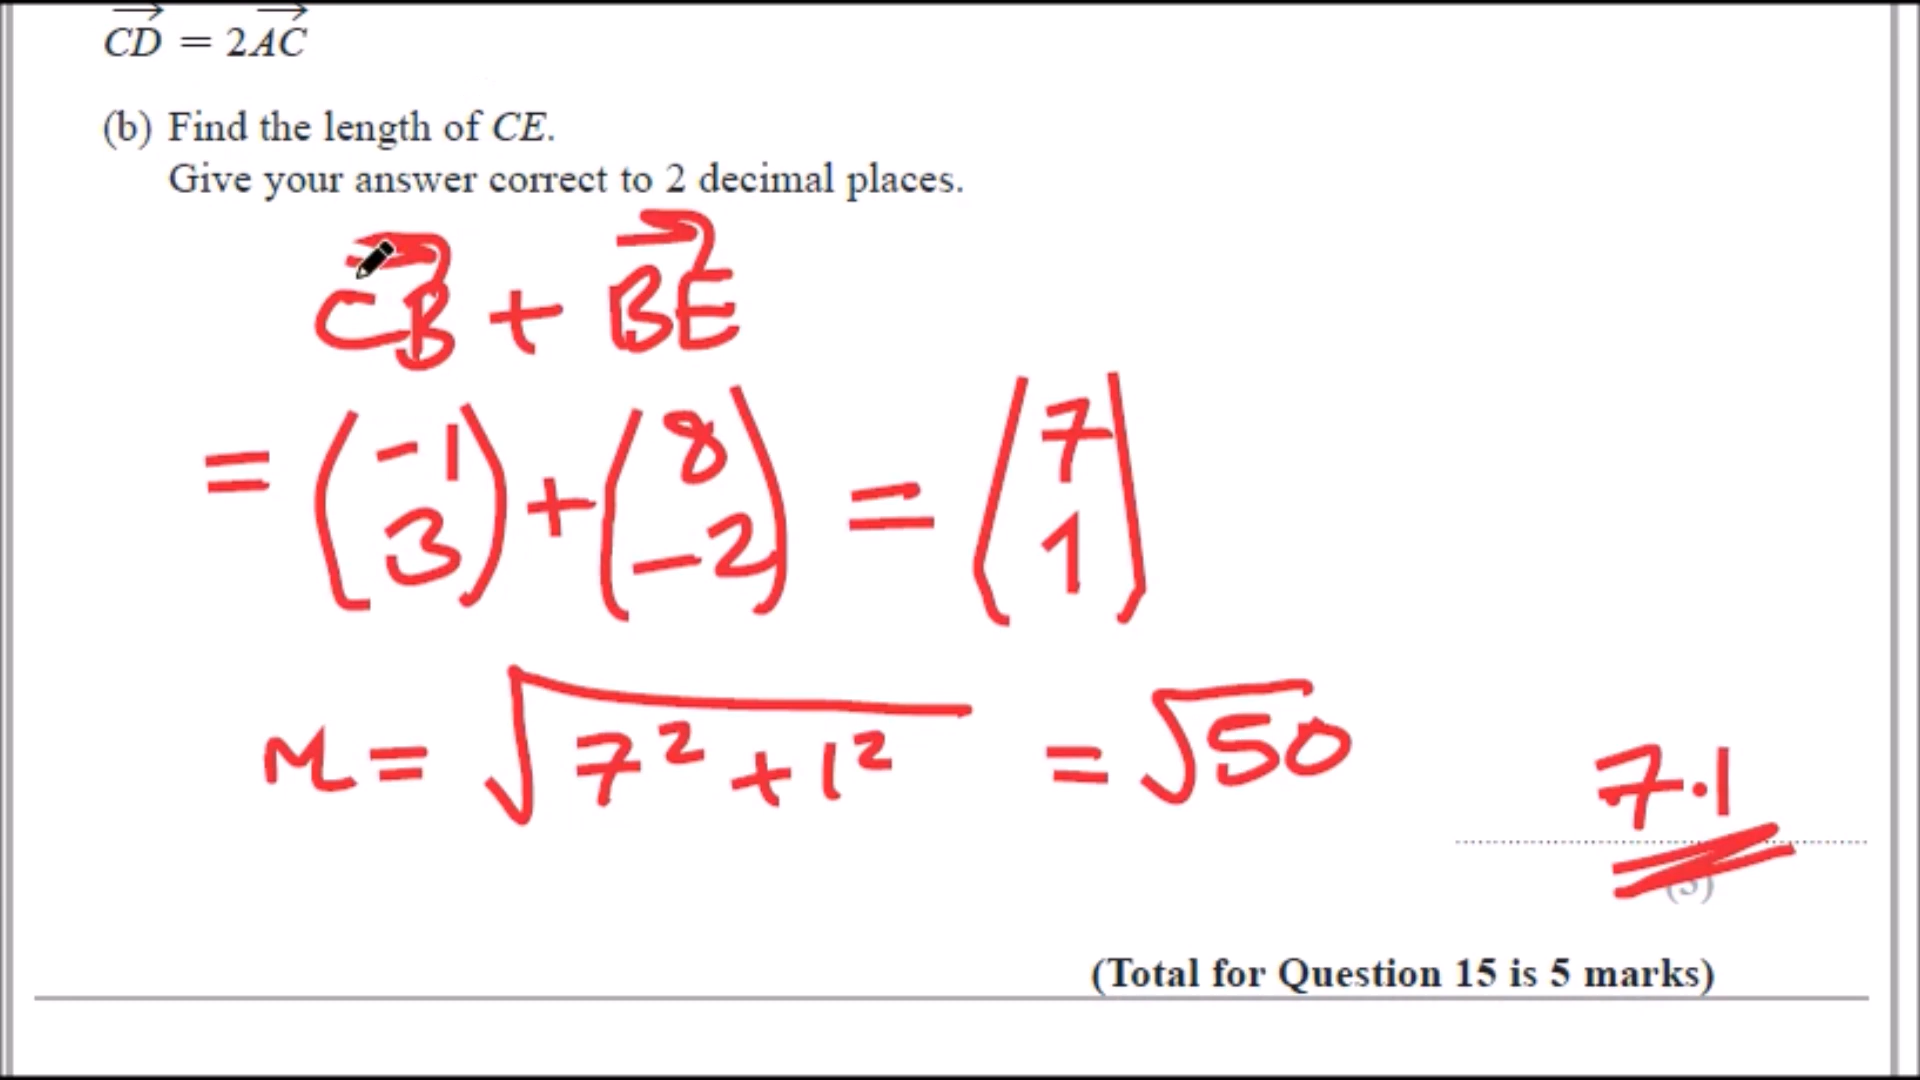 CD = 2AC
(b) Find the length of CE.
Give your answer correct to 2 decimal places.
CB + BE
= (-1 3) + (8 -2) = (7 1)
M = √7² + 1² = √50
7.1
(3)
(Total for Question 15 is 5 marks)